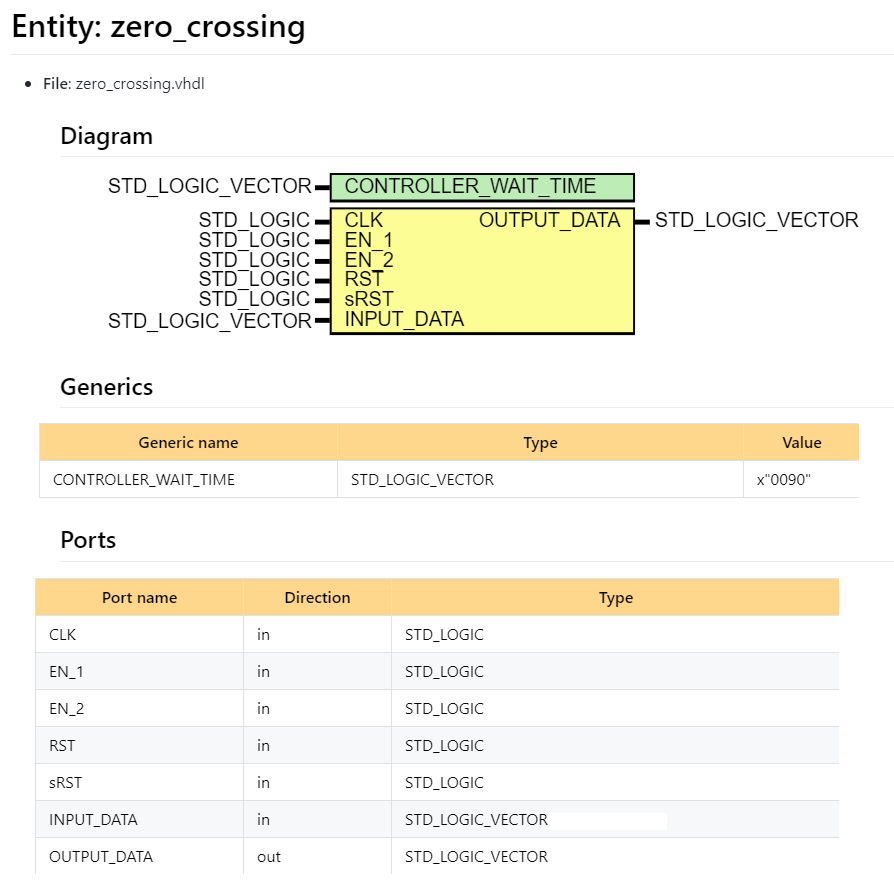 Entity: zero_crossing
File: zero_crossing.vhdl
Diagram
STD_LOGIC_VECTOR CONTROLLER_WAIT_TIME
STD_LOGIC CLK OUTPUT_DATA STD_LOGIC_VECTOR
STD_LOGIC EN_1
STD_LOGIC EN_2
STD_LOGIC RST
STD_LOGIC sRST
STD_LOGIC_VECTOR INPUT_DATA
Generics
Generic name Type Value
CONTROLLER_WAIT_TIME STD_LOGIC_VECTOR x"0090"
Ports
Port name Direction Type
CLK in STD_LOGIC
EN_1 in STD_LOGIC
EN_2 in STD_LOGIC
RST in STD_LOGIC
sRST in STD_LOGIC
INPUT_DATA in STD_LOGIC_VECTOR
OUTPUT_DATA out STD_LOGIC_VECTOR